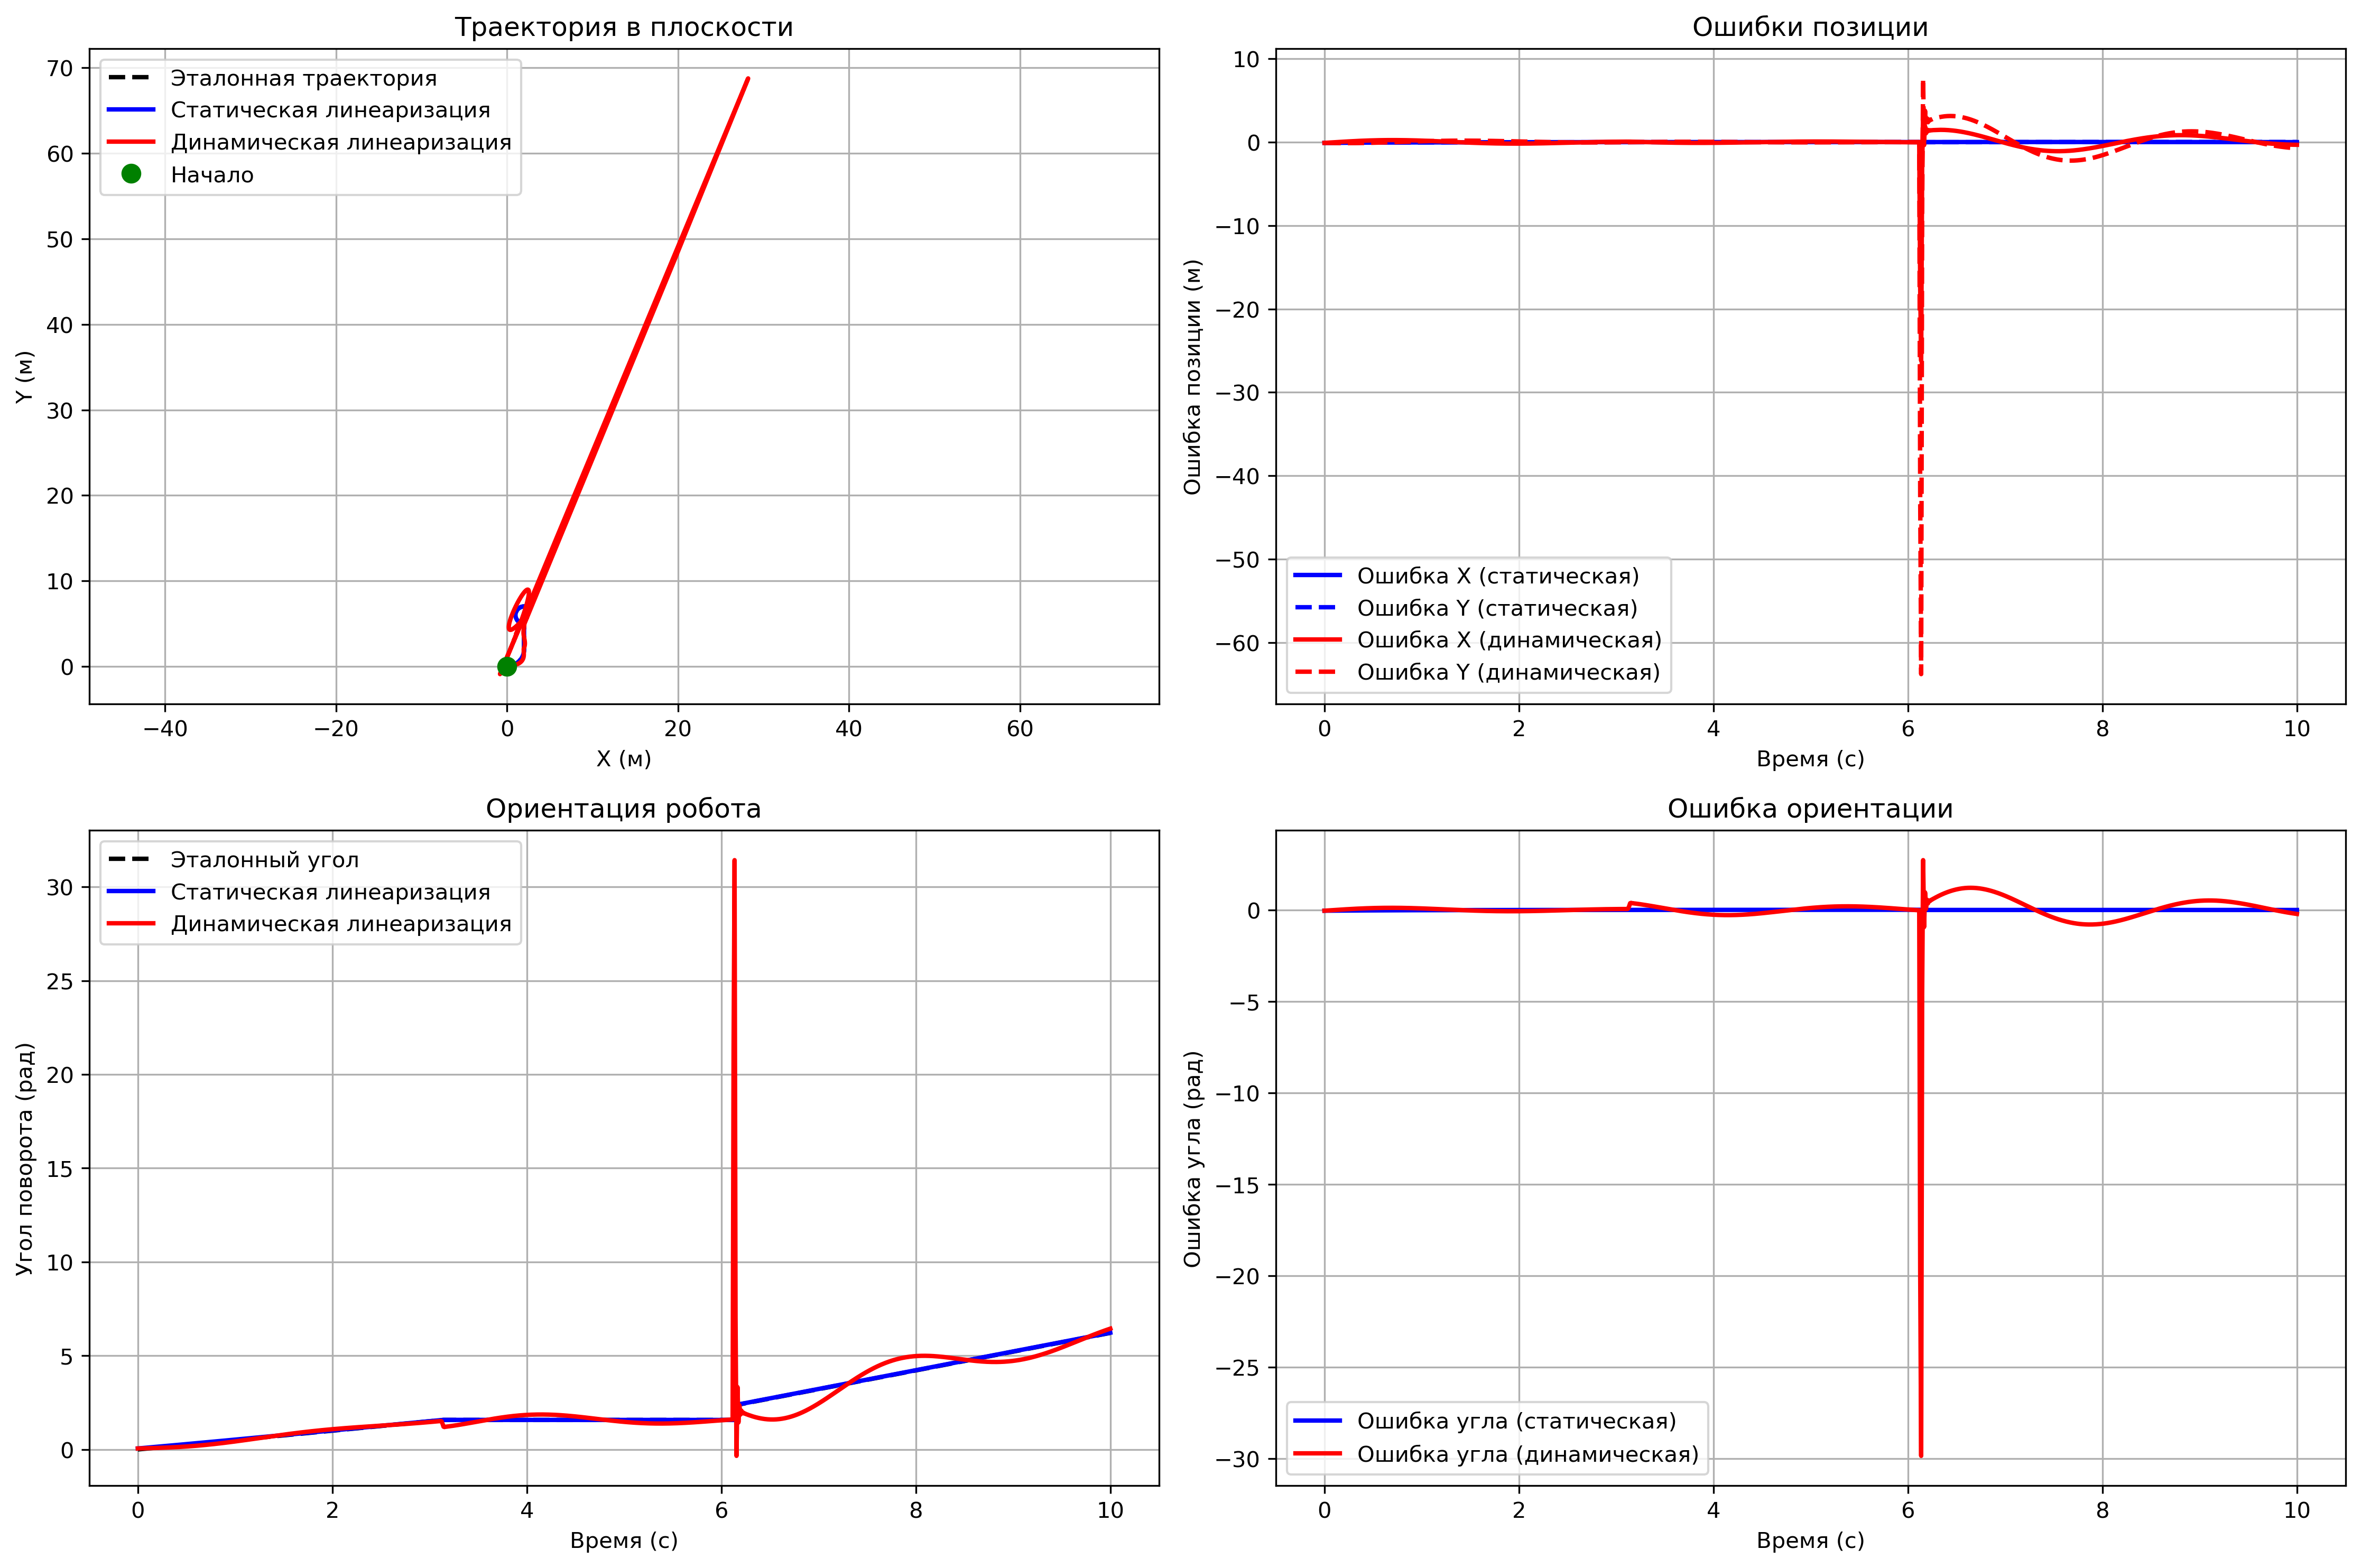 Траектория в плоскости
Эталонная траектория
Статическая линеаризация
Динамическая линеаризация
Начало
70
60
50
40
30
20
10
0
Y (м)
−40
−20
0
20
40
60
X (м)
Ошибки позиции
10
0
−10
−20
−30
−40
−50
−60
Ошибка позиции (м)
Ошибка X (статическая)
Ошибка Y (статическая)
Ошибка X (динамическая)
Ошибка Y (динамическая)
0
2
4
6
8
10
Время (с)
Ориентация робота
Эталонный угол
Статическая линеаризация
Динамическая линеаризация
30
25
20
15
10
5
0
Угол поворота (рад)
0
2
4
6
8
10
Время (с)
Ошибка ориентации
0
−5
−10
−15
−20
−25
−30
Ошибка угла (рад)
Ошибка угла (статическая)
Ошибка угла (динамическая)
0
2
4
6
8
10
Время (с)